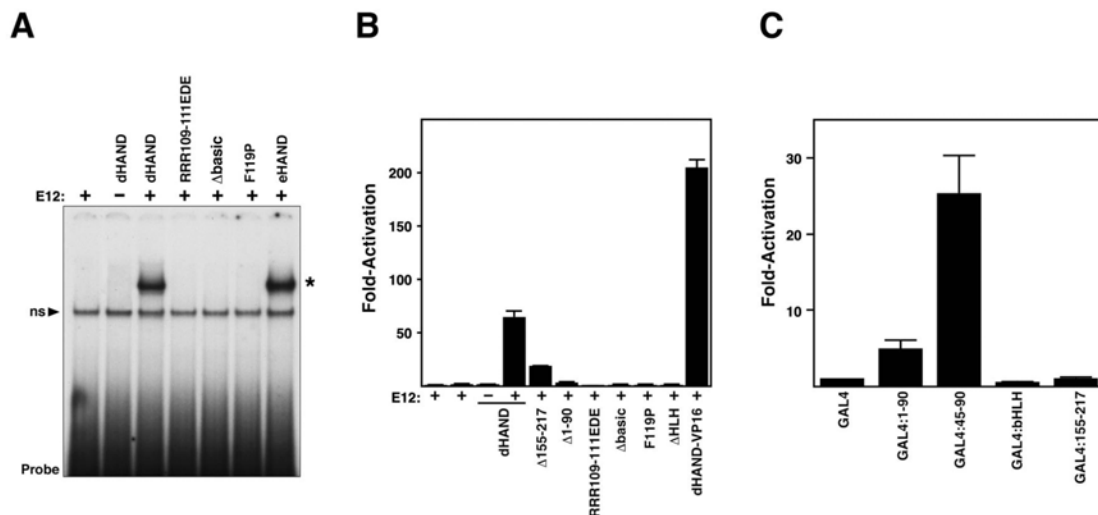 A
B
C
dHAND
dHAND
RRR109-111EDE
Δbasic
F119P
eHAND
E12: + − + + + + +
*
ns
Probe
Fold-Activation
200
150
100
50
E12: + + − + + + + + + + +
dHAND
Δ155-217
Δ1-90
RRR109-111EDE
Δbasic
F119P
ΔHLH
dHAND-VP16
Fold-Activation
30
20
10
0
GAL4
GAL4:1-90
GAL4:45-90
GAL4:bHLH
GAL4:155-217